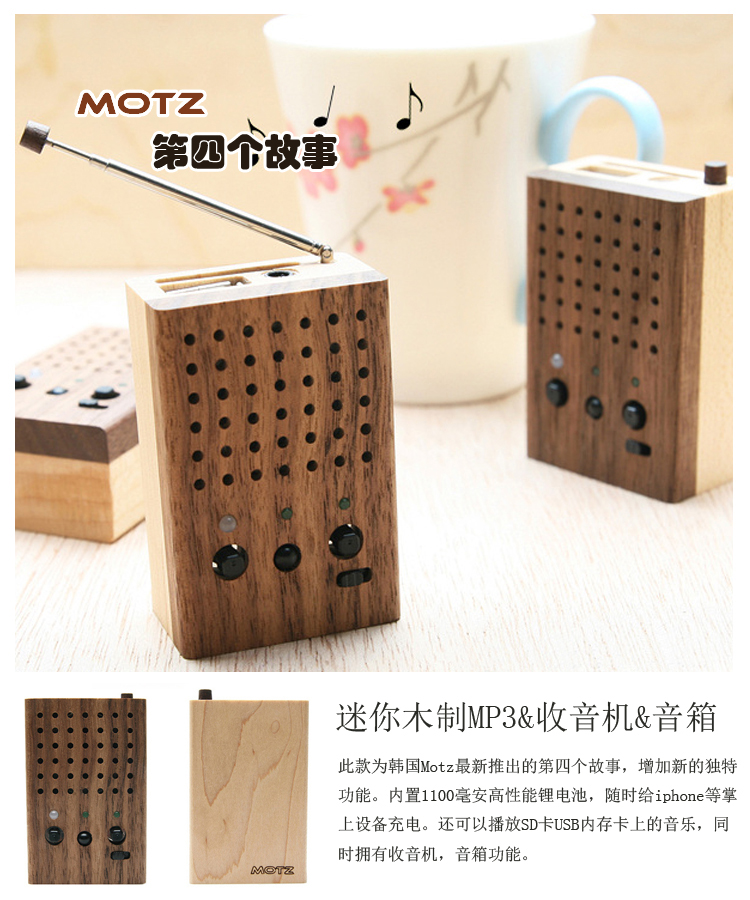 MOTZ
第四个故事
迷你木制MP3&收音机&音箱
此款为韩国Motz最新推出的第四个故事，增加新的独特
功能。内置1100毫安高性能锂电池，随时给iphone等掌
上设备充电。还可以播放SD卡USB内存卡上的音乐，同
时拥有收音机，音箱功能。
MOTZ